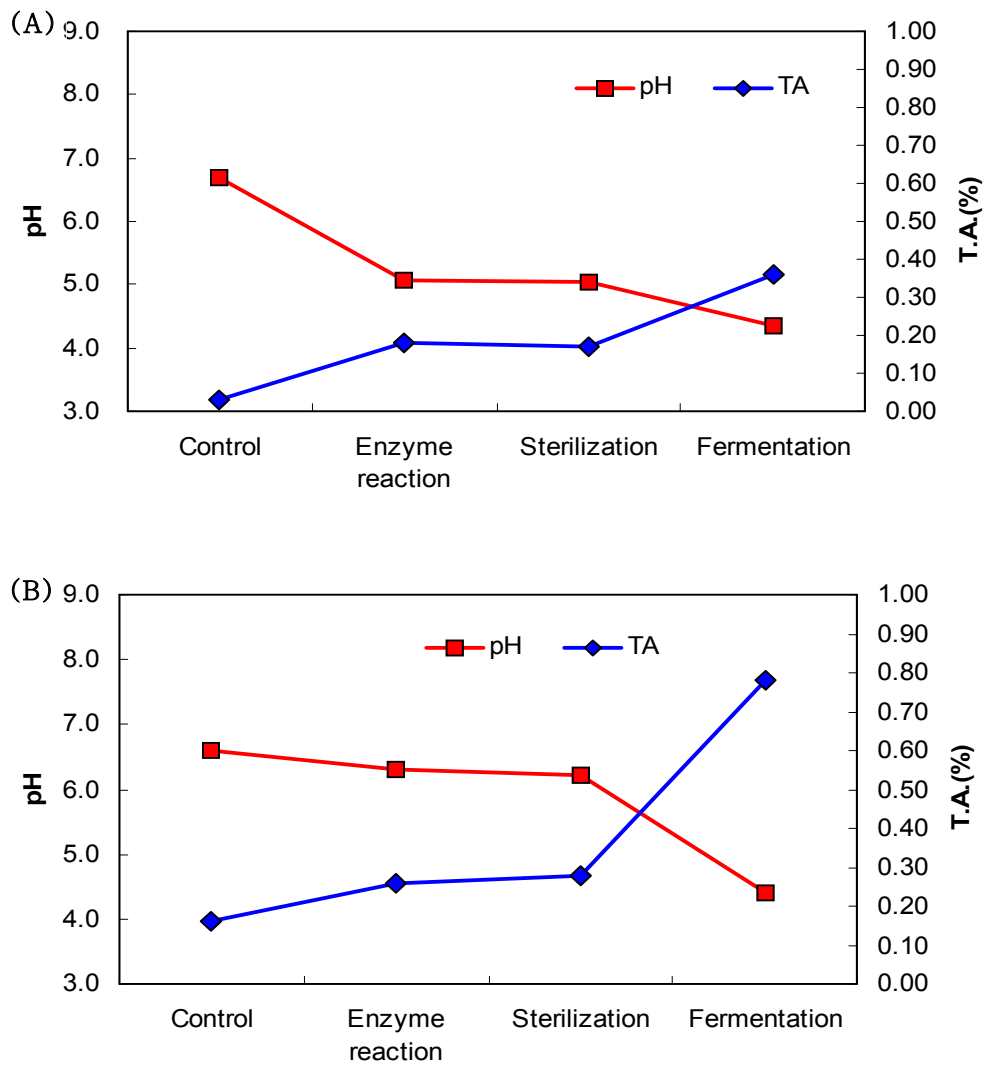 (A)
9.0
8.0
7.0
6.0
5.0
4.0
3.0
pH
pH
TA
1.00
0.90
0.80
0.70
0.60
0.50
0.40
0.30
0.20
0.10
0.00
T.A.(%)
Control
Enzyme
reaction
Sterilization
Fermentation
(B)
9.0
8.0
7.0
6.0
5.0
4.0
3.0
pH
pH
TA
1.00
0.90
0.80
0.70
0.60
0.50
0.40
0.30
0.20
0.10
0.00
T.A.(%)
Control
Enzyme
reaction
Sterilization
Fermentation